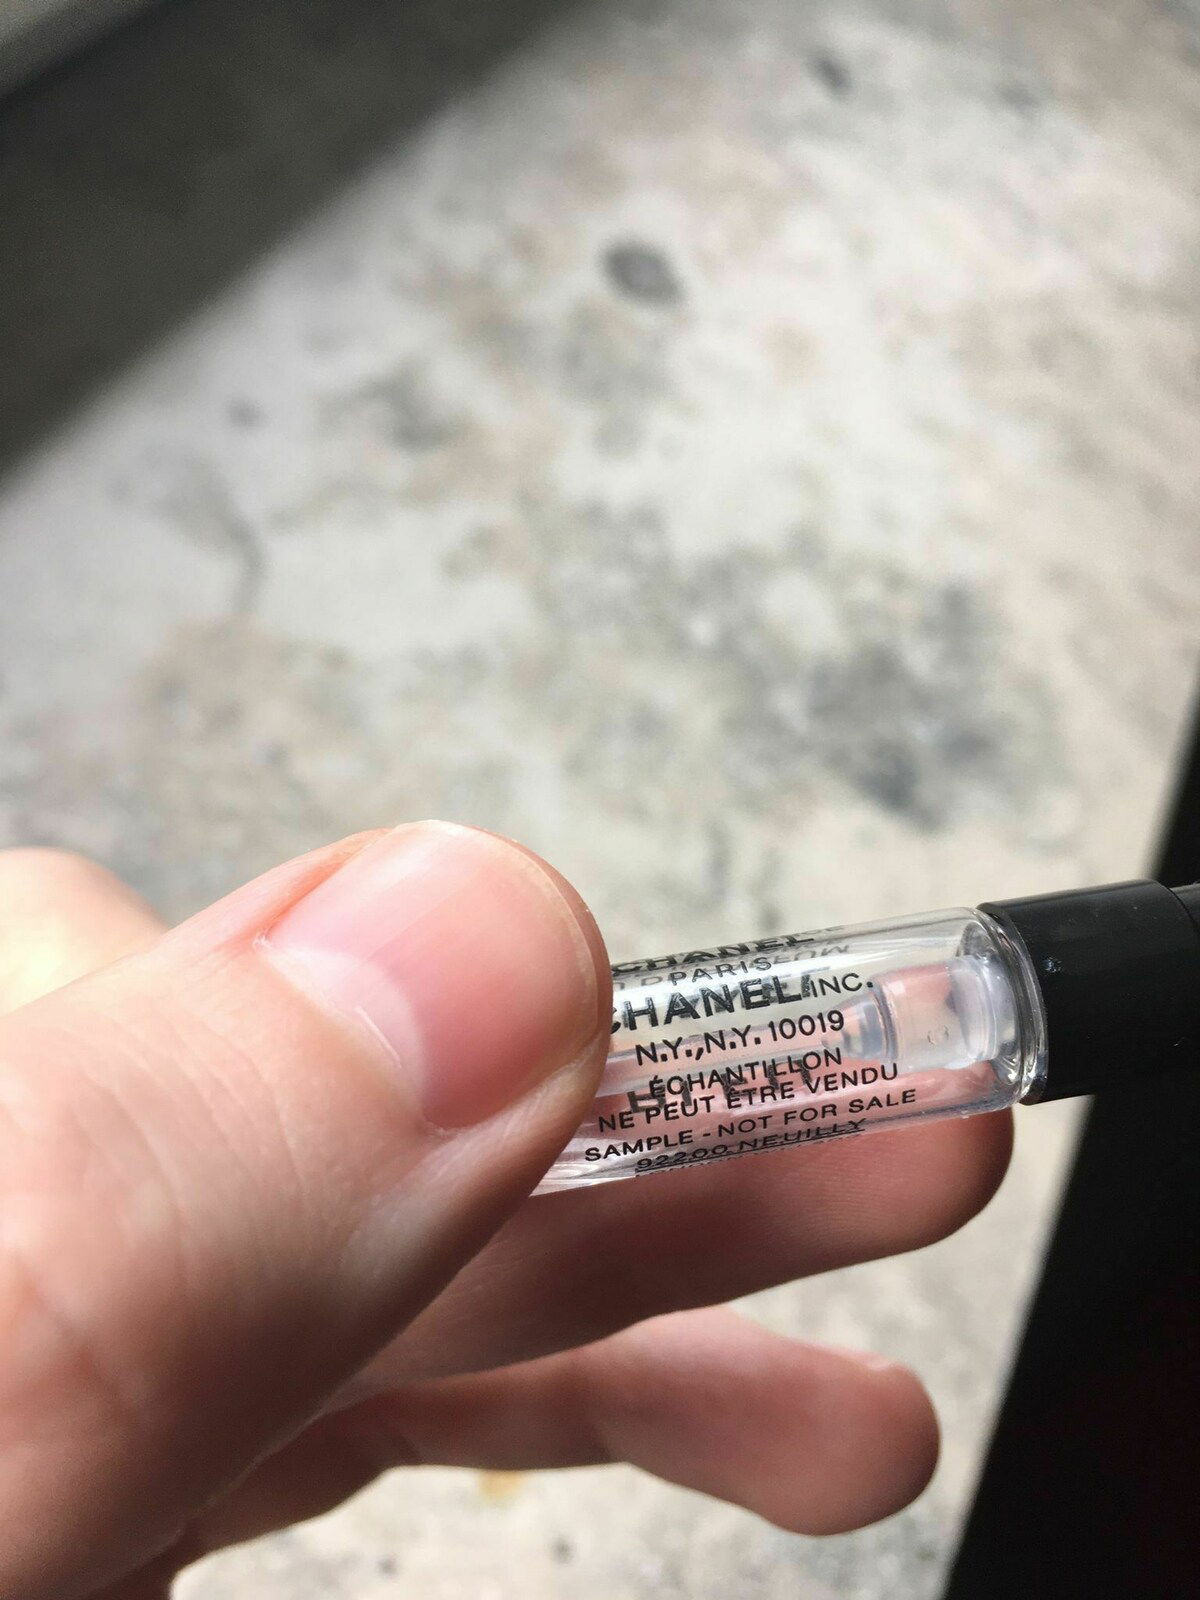 CHANEL
PARIS
CHANEL INC.
N.Y., N.Y. 10019
ÉCHANTILLON
NE PEUT ÊTRE VENDU
SAMPLE - NOT FOR SALE
92200 NEUILLY